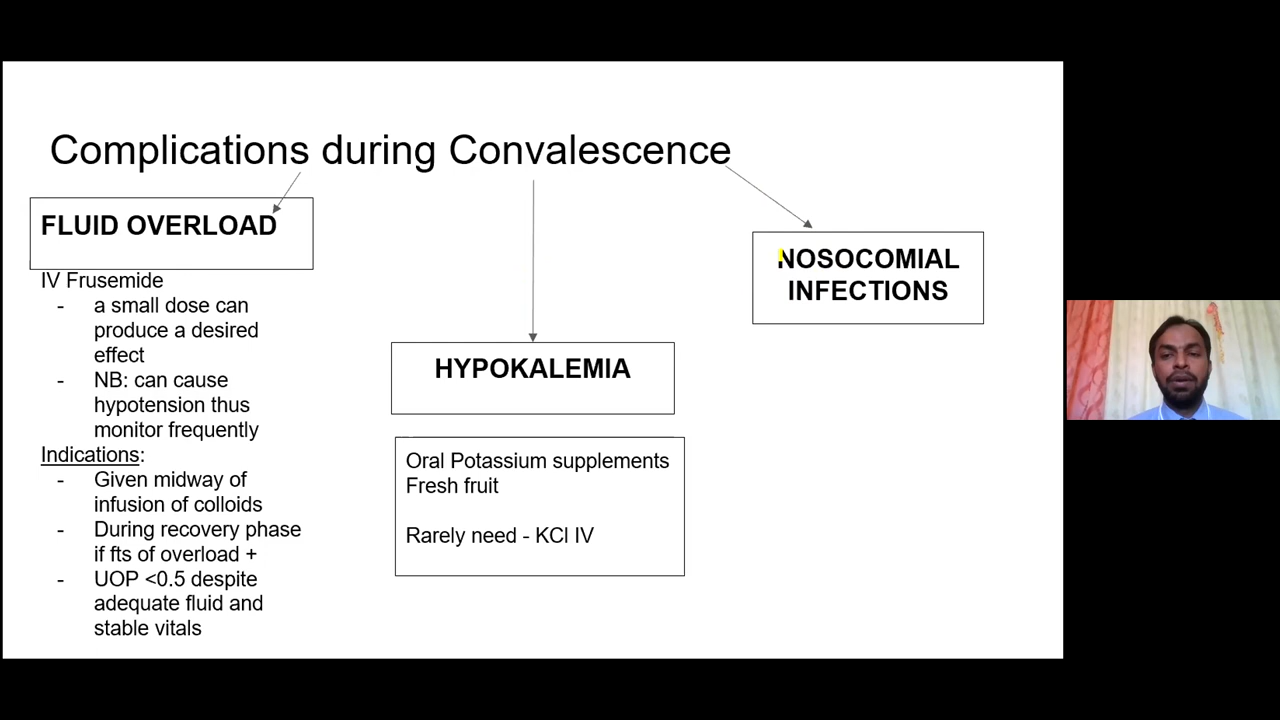 Complications during Convalescence
FLUID OVERLOAD
IV Frusemide
- a small dose can
produce a desired
effect
- NB: can cause
hypotension thus
monitor frequently
Indications:
- Given midway of
infusion of colloids
- During recovery phase
if fts of overload +
- UOP <0.5 despite
adequate fluid and
stable vitals
HYPOKALEMIA
Oral Potassium supplements
Fresh fruit
Rarely need - KCl IV
NOSOCOMIAL
INFECTIONS